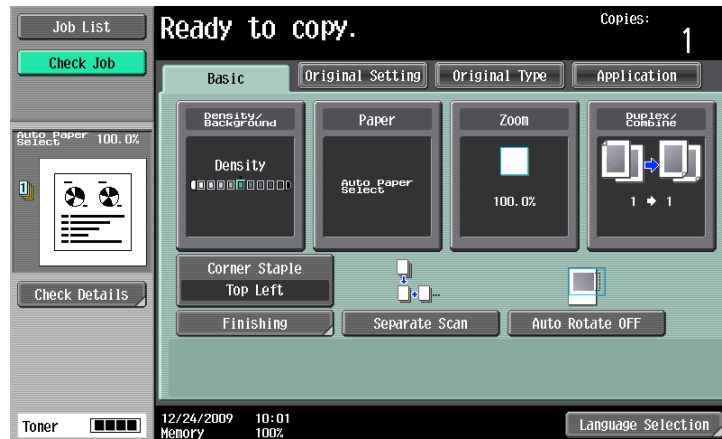 Job List
Check Job
Ready to copy.
Copies:
1
Basic
Original Setting
Original Type
Application
Auto Paper
Select
100.0%
1
Density/
Background
Density
Paper
Auto Paper
Select
Zoom
100.0%
Duplex/
Combine
1 → 1
Corner Staple
Top Left
Finishing
Separate Scan
Auto Rotate OFF
Check Details
Toner
12/24/2009 10:01
Memory 100%
Language Selection